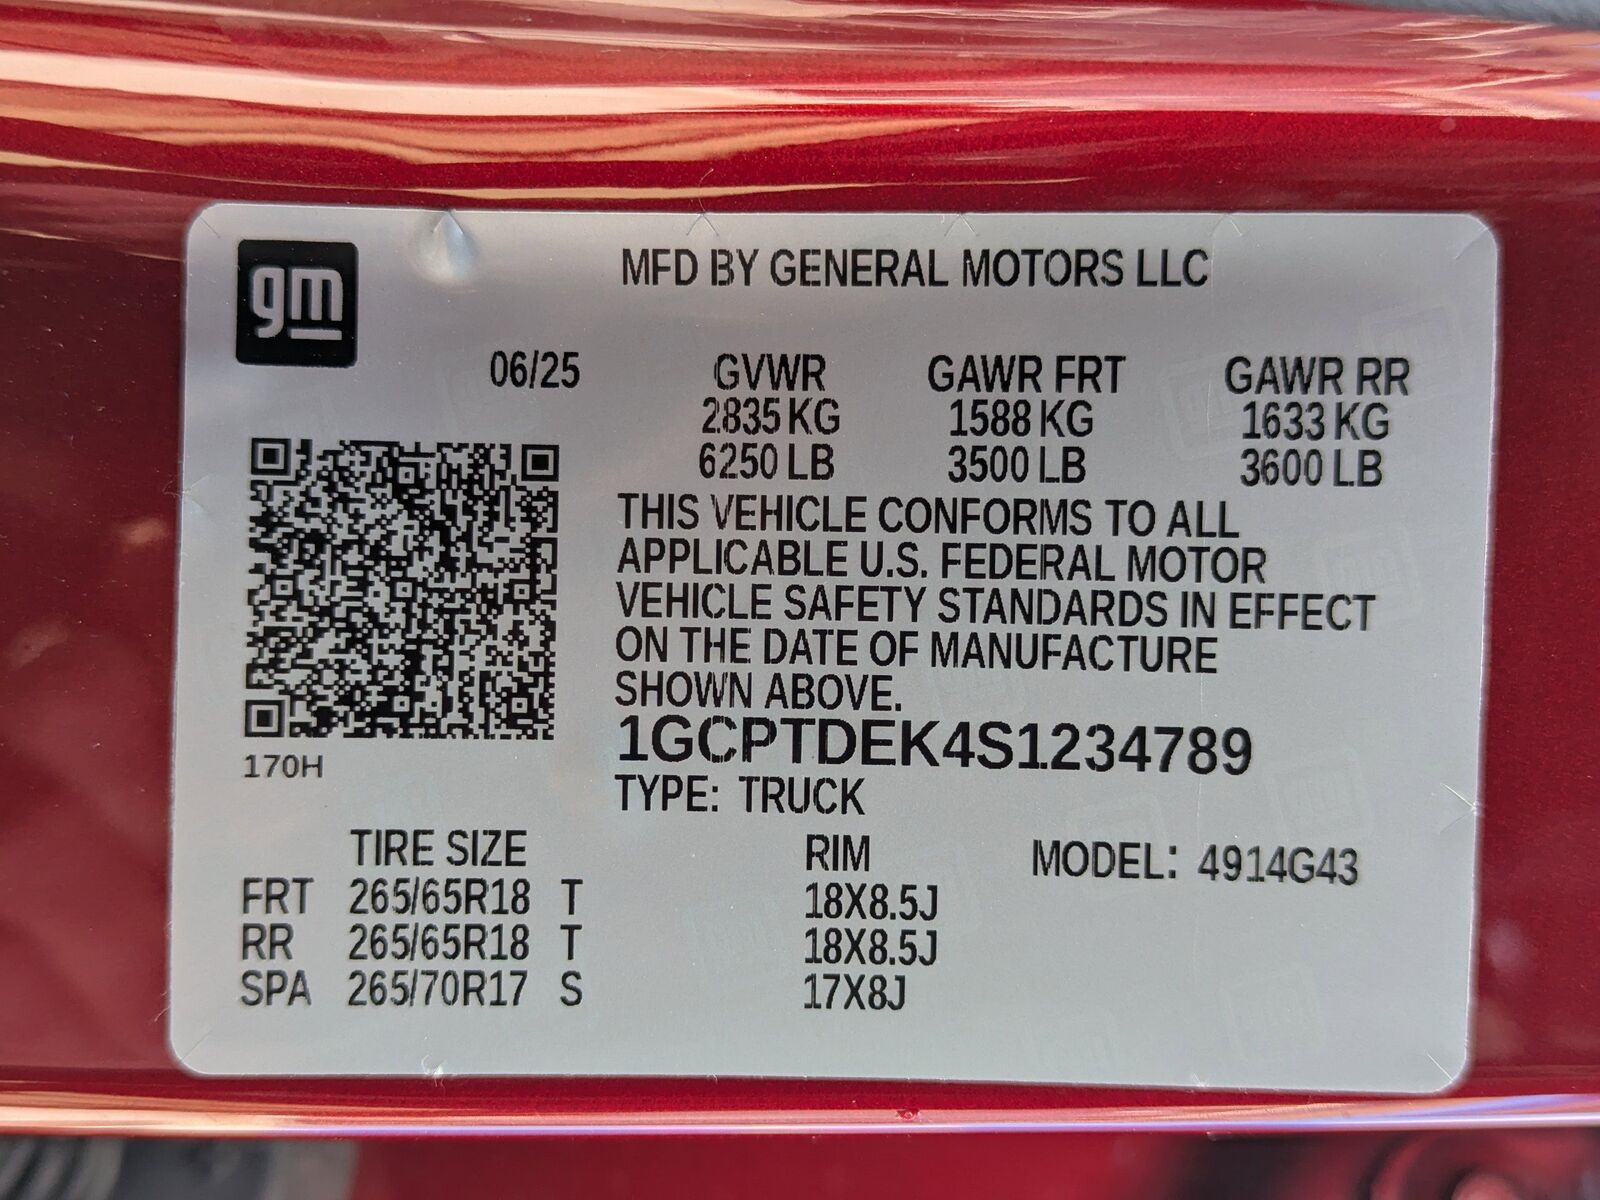 gm
MFD BY GENERAL MOTORS LLC
06/25 GVWR GAWR FRT GAWR RR
2835 KG 1588 KG 1633 KG
6250 LB 3500 LB 3600 LB
THIS VEHICLE CONFORMS TO ALL
APPLICABLE U.S. FEDERAL MOTOR
VEHICLE SAFETY STANDARDS IN EFFECT
ON THE DATE OF MANUFACTURE
SHOWN ABOVE.
1GCPTDEK4S1234789
170H
TYPE: TRUCK
TIRE SIZE RIM MODEL: 4914G43
FRT 265/65R18 T 18X8.5J
RR 265/65R18 T 18X8.5J
SPA 265/70R17 S 17X8J